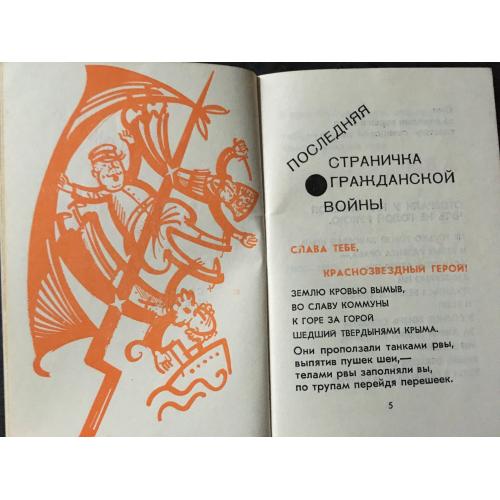 ПОСЛЕДНЯЯ
СТРАНИЧКА
ГРАЖДАНСКОЙ
ВОЙНЫ
СЛАВА ТЕБЕ,
КРАСНОЗВЕЗДНЫЙ ГЕРОЙ!
ЗЕМЛЮ КРОВЬЮ ВЫМЫВ,
ВО СЛАВУ КОММУНЫ
К ГОРЕ ЗА ГОРОЙ
ШЕДШИЙ ТВЕРДЫНЯМИ КРЫМА.
Они проползали танками рвы,
выпятив пушек шеи,—
телами рвы заполняли вы,
по трупам перейдя перешеек.
5